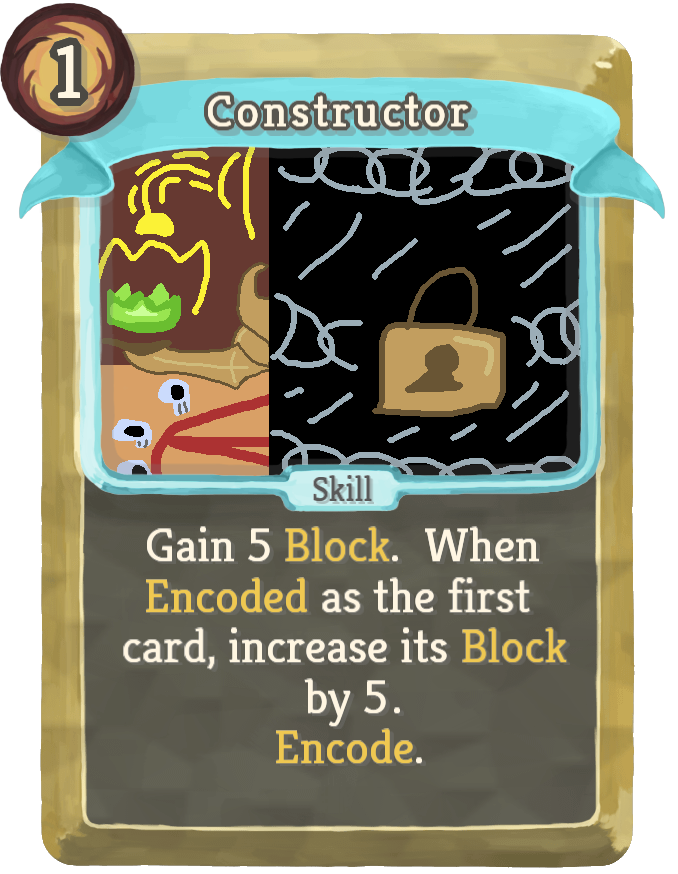 1
Constructor
Skill
Gain 5 Block. When
Encoded as the first
card, increase its Block
by 5.
Encode.